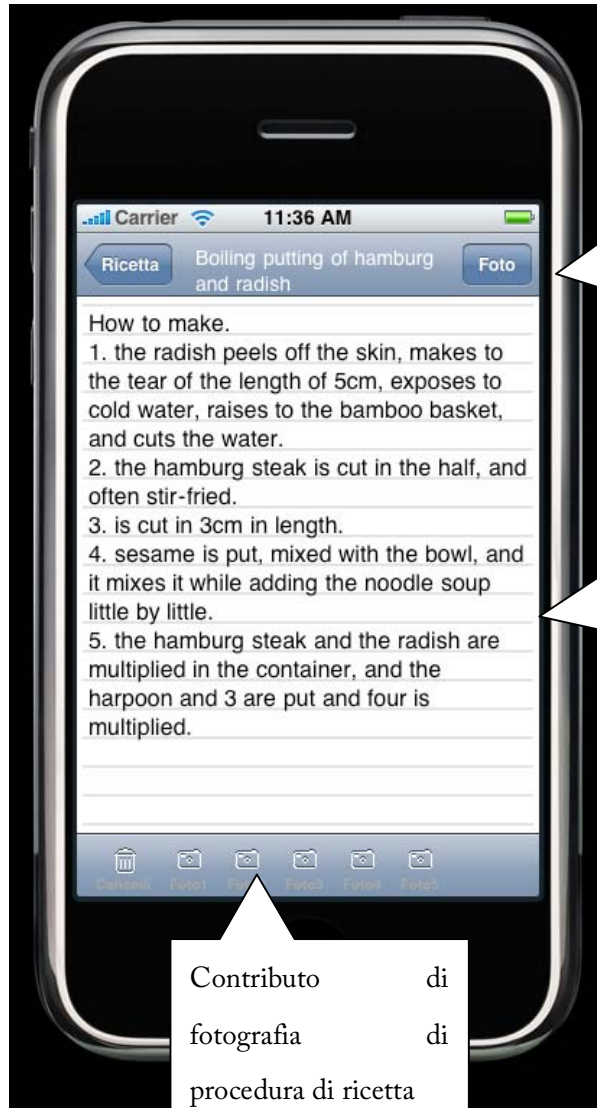 Carrier 11:36 AM
Ricetta
Boiling putting of hamburg
and radish
Foto
How to make.
1. the radish peels off the skin, makes to
the tear of the length of 5cm, exposes to
cold water, raises to the bamboo basket,
and cuts the water.
2. the hamburg steak is cut in the half, and
often stir-fried.
3. is cut in 3cm in length.
4. sesame is put, mixed with the bowl, and
it mixes it while adding the noodle soup
little by little.
5. the hamburg steak and the radish are
multiplied in the container, and the
harpoon and 3 are put and four is
multiplied.
Foto1 Foto3 Foto4 Foto5
Contributo di
fotografia di
procedura di ricetta